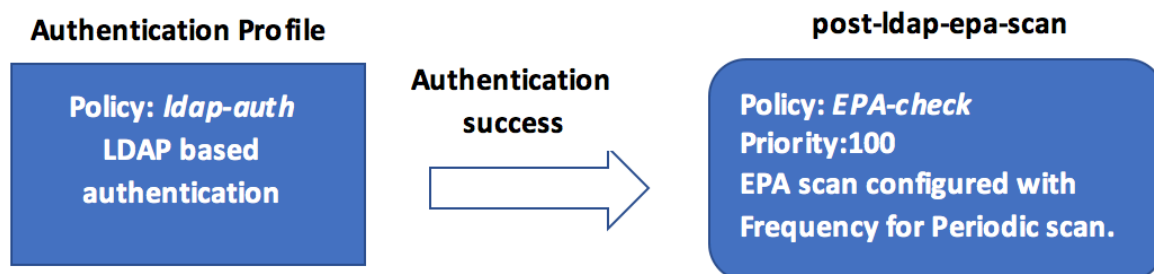 Authentication Profile
Policy: ldap-auth
LDAP based
authentication
Authentication
success
post-ldap-epa-scan
Policy: EPA-check
Priority:100
EPA scan configured with
Frequency for Periodic scan.